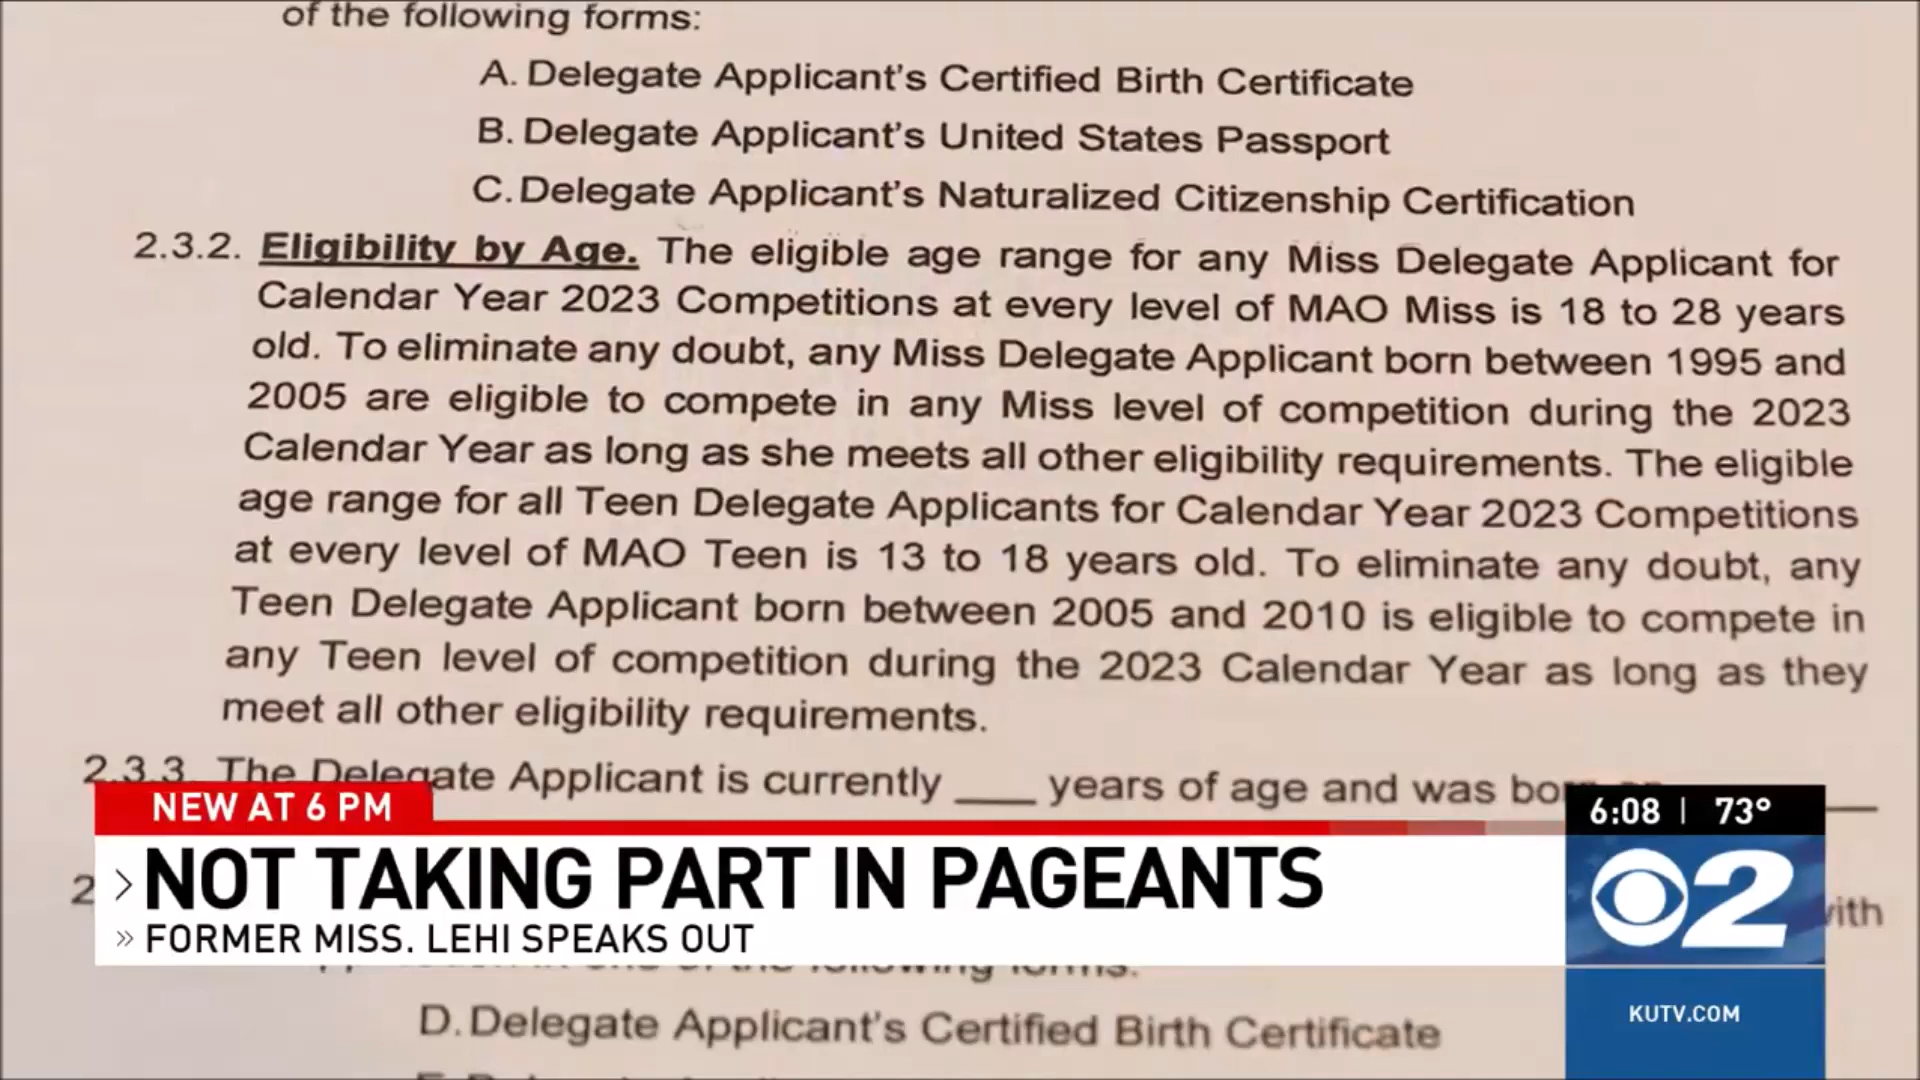 of the following forms:
A. Delegate Applicant's Certified Birth Certificate
B. Delegate Applicant's United States Passport
C. Delegate Applicant's Naturalized Citizenship Certification
2.3.2. Eligibility by Age. The eligible age range for any Miss Delegate Applicant for
Calendar Year 2023 Competitions at every level of MAO Miss is 18 to 28 years
old. To eliminate any doubt, any Miss Delegate Applicant born between 1995 and
2005 are eligible to compete in any Miss level of competition during the 2023
Calendar Year as long as she meets all other eligibility requirements. The eligible
age range for all Teen Delegate Applicants for Calendar Year 2023 Competitions
at every level of MAO Teen is 13 to 18 years old. To eliminate any doubt, any
Teen Delegate Applicant born between 2005 and 2010 is eligible to compete in
any Teen level of competition during the 2023 Calendar Year as long as they
meet all other eligibility requirements.
2.3.3. The Delegate Applicant is currently ___ years of age and was
NEW AT 6 PM
6:08 | 73°
NOT TAKING PART IN PAGEANTS
FORMER MISS. LEHI SPEAKS OUT
2
KUTV.COM
following forms:
D. Delegate Applicant's Certified Birth Certificate